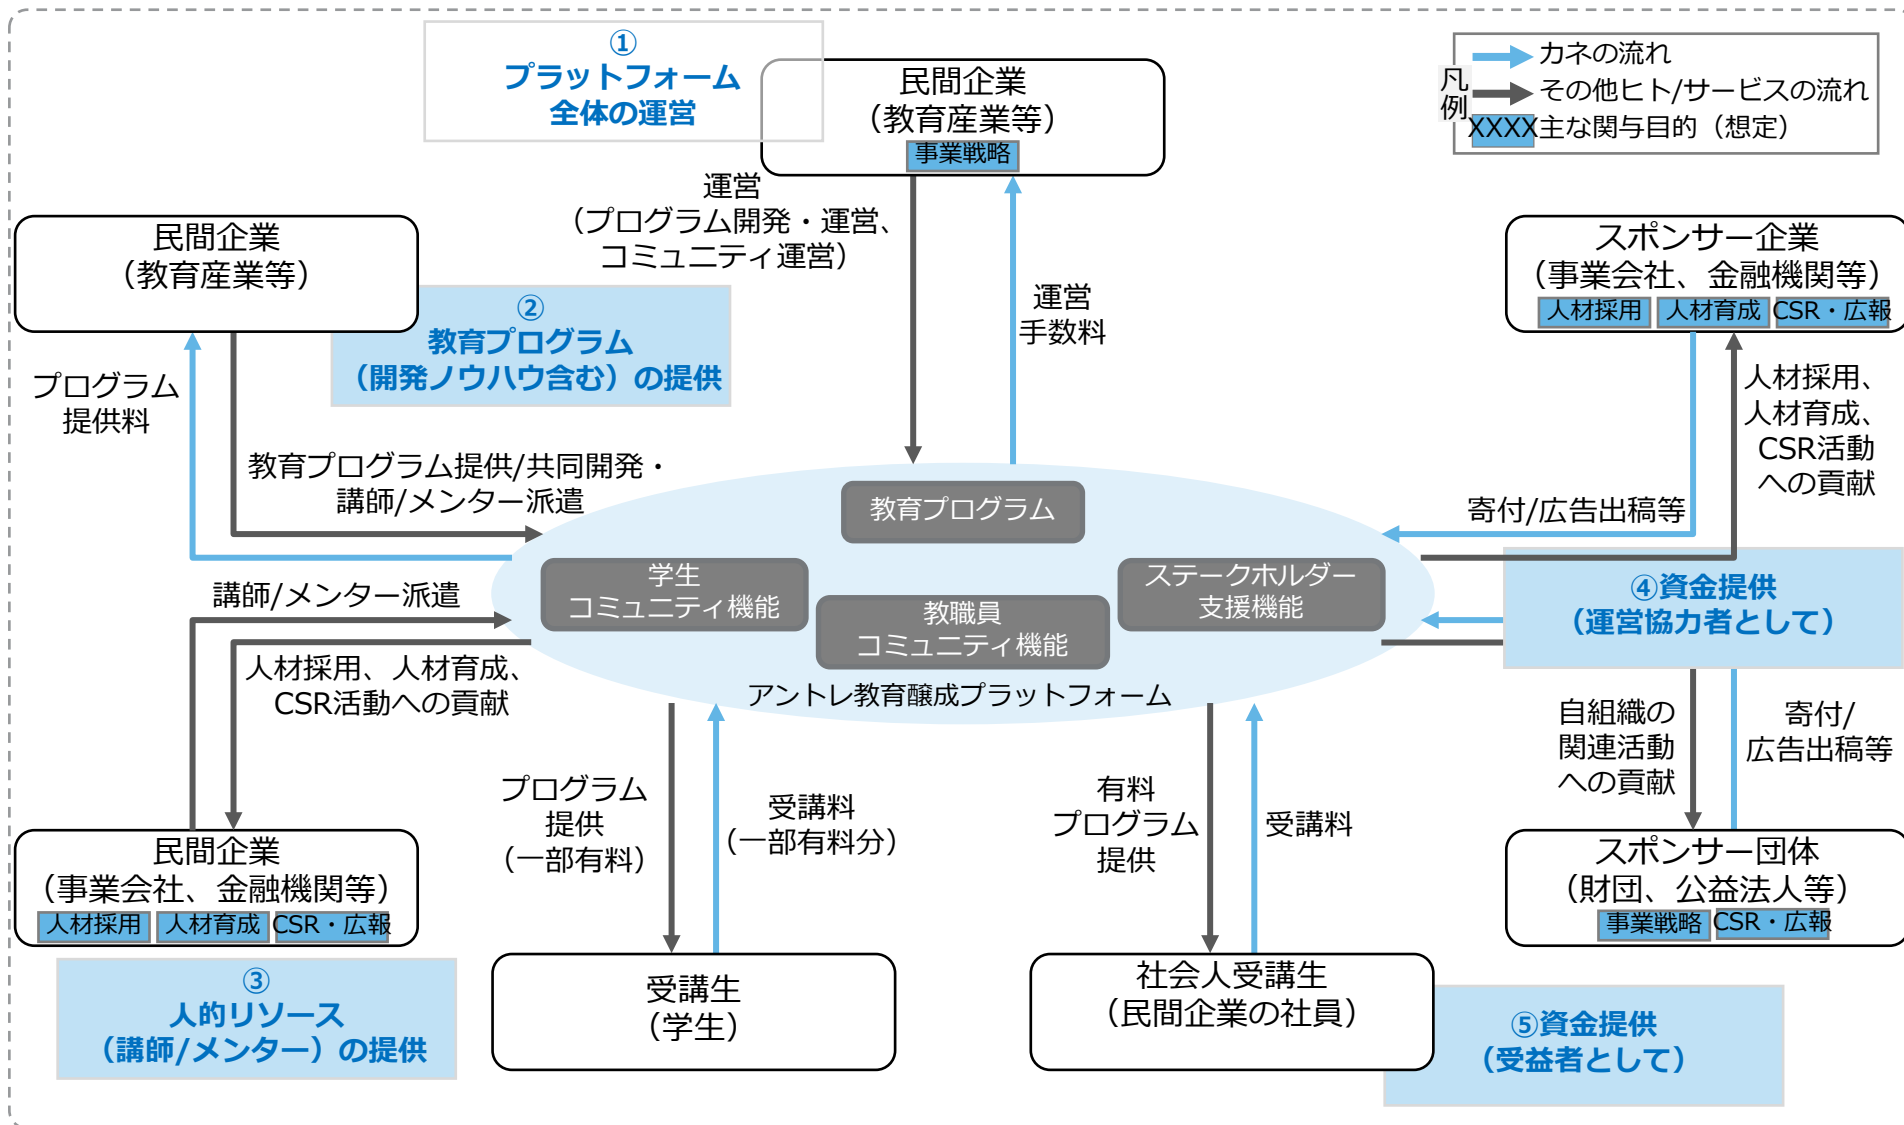 ①
プラットフォーム
全体の運営
民間企業
（教育産業等）
事業戦略
凡
例
カネの流れ
その他ヒト/サービスの流れ
XXXX
主な関与目的（想定）
運営
（プログラム開発・運営、
コミュニティ運営）
運営
手数料
民間企業
（教育産業等）
②
教育プログラム
（開発ノウハウ含む）の提供
スポンサー企業
（事業会社、金融機関等）
人材採用
人材育成
CSR・広報
プログラム
提供料
教育プログラム提供/共同開発・
講師/メンター派遣
人材採用、
人材育成、
CSR活動
への貢献
寄付/広告出稿等
教育プログラム
学生
コミュニティ機能
教職員
コミュニティ機能
ステークホルダー
支援機能
アントレ教育醸成プラットフォーム
④資金提供
（運営協力者として）
講師/メンター派遣
人材採用、人材育成、
CSR活動への貢献
自組織の
関連活動
への貢献
寄付/
広告出稿等
プログラム
提供
（一部有料）
受講料
（一部有料分）
有料
プログラム
提供
受講料
民間企業
（事業会社、金融機関等）
人材採用
人材育成
CSR・広報
③
人的リソース
（講師/メンター）の提供
受講生
（学生）
社会人受講生
（民間企業の社員）
スポンサー団体
（財団、公益法人等）
事業戦略
CSR・広報
⑤資金提供
（受益者として）